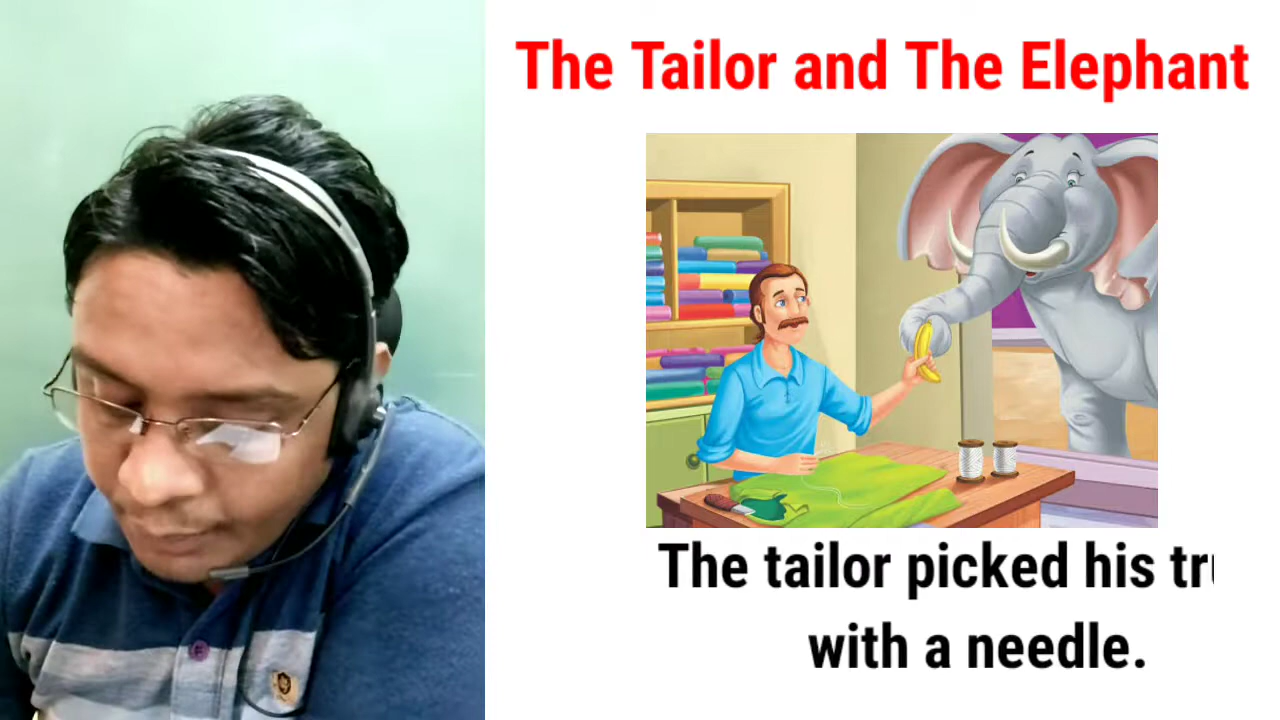 The Tailor and The Elephant
The tailor picked his
with a needle.